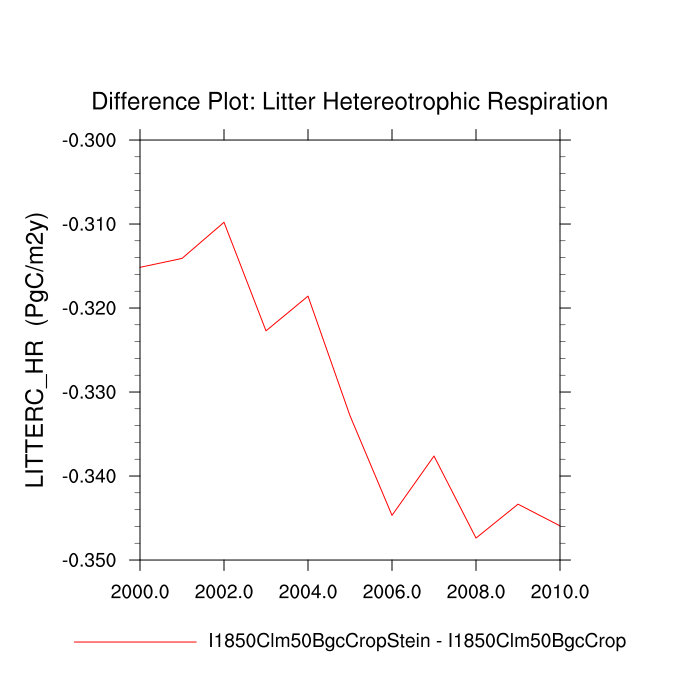 Difference Plot: Litter Hetereotrophic Respiration
-0.300
-0.310
-0.320
-0.330
-0.340
-0.350
LITTERC_HR (PgC/m2y)
2000.0 2002.0 2004.0 2006.0 2008.0 2010.0
I1850Clm50BgcCropStein - I1850Clm50BgcCrop